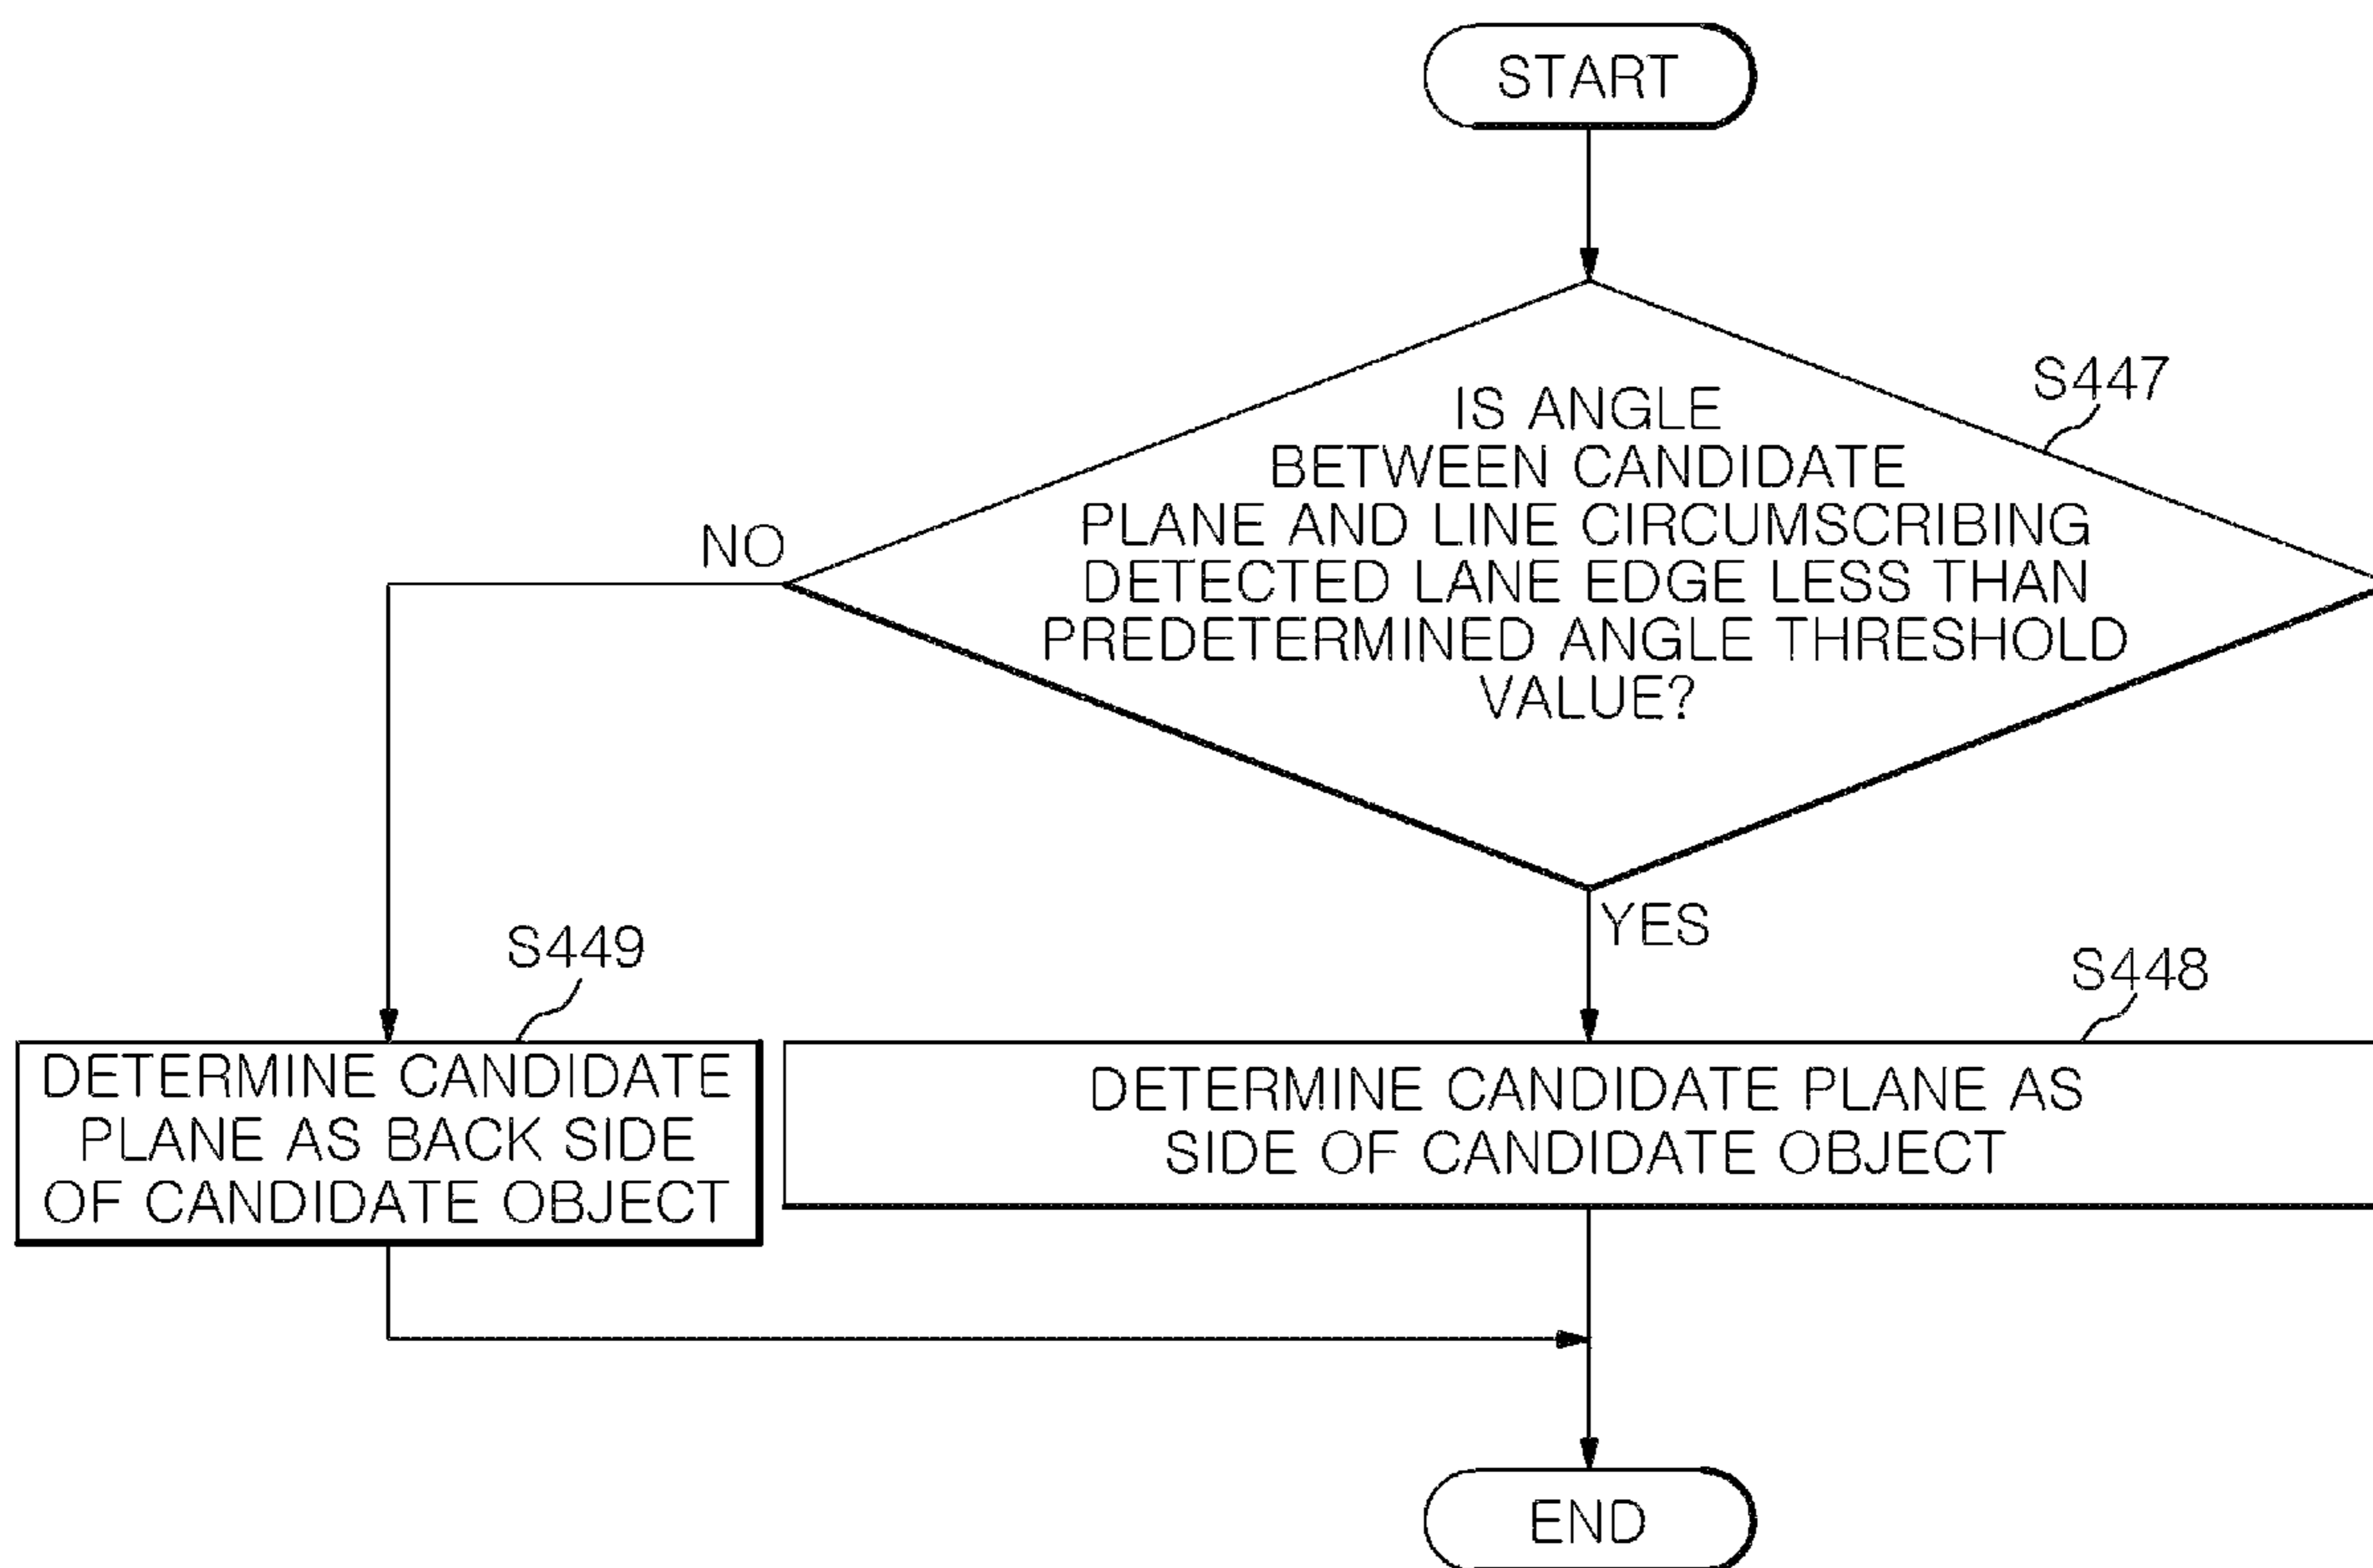 START
S447
IS ANGLE
BETWEEN CANDIDATE
PLANE AND LINE CIRCUMSCRIBING
DETECTED LANE EDGE LESS THAN
PREDETERMINED ANGLE THRESHOLD
VALUE?
NO
YES
S449
S448
DETERMINE CANDIDATE
PLANE AS BACK SIDE
OF CANDIDATE OBJECT
DETERMINE CANDIDATE PLANE AS
SIDE OF CANDIDATE OBJECT
END